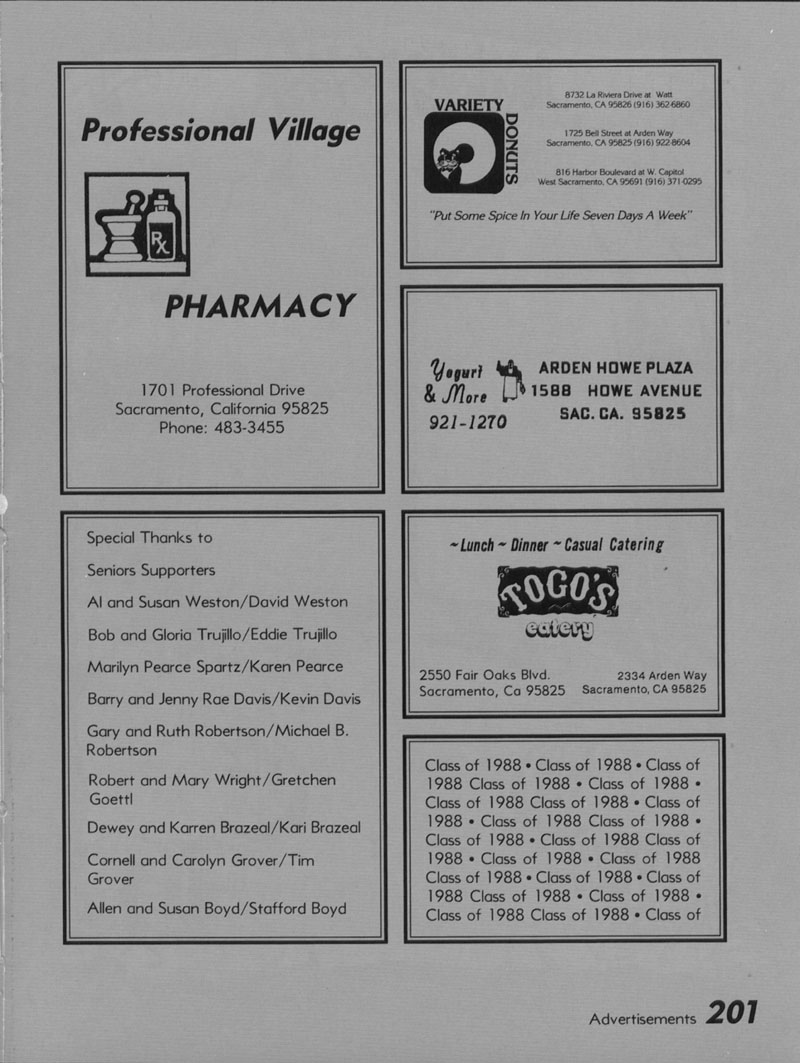 Professional Village
Rx
PHARMACY
1701 Professional Drive
Sacramento, California 95825
Phone: 483-3455
VARIETY
DONUTS
8732 La Riviera Drive at Watt
Sacramento, CA 95826 (916) 362-6860
1725 Bell Street at Arden Way
Sacramento, CA 95825 (916) 922-8604
816 Harbor Boulevard at W. Capitol
West Sacramento, CA 95691 (916) 371-0295
"Put Some Spice In Your Life Seven Days A Week"
Yogurt
& More
921-1270
ARDEN HOWE PLAZA
1588 HOWE AVENUE
SAC. CA. 95825
Special Thanks to
Seniors Supporters
Al and Susan Weston/David Weston
Bob and Gloria Trujillo/Eddie Trujillo
Marilyn Pearce Spartz/Karen Pearce
Barry and Jenny Rae Davis/Kevin Davis
Gary and Ruth Robertson/Michael B.
Robertson
Robert and Mary Wright/Gretchen
Goettl
Dewey and Karren Brazeal/Kari Brazeal
Cornell and Carolyn Grover/Tim
Grover
Allen and Susan Boyd/Stafford Boyd
~Lunch ~ Dinner ~ Casual Catering
TOGO'S
eatery
2550 Fair Oaks Blvd.
Sacramento, Ca 95825
2334 Arden Way
Sacramento, CA 95825
Class of 1988 • Class of 1988 • Class of
1988 Class of 1988 • Class of 1988 •
Class of 1988 Class of 1988 • Class of
1988 • Class of 1988 Class of 1988 •
Class of 1988 • Class of 1988 Class of
1988 • Class of 1988 • Class of 1988
Class of 1988 • Class of 1988 • Class of
1988 Class of 1988 • Class of 1988 •
Class of 1988 Class of 1988 • Class of
Advertisements 201